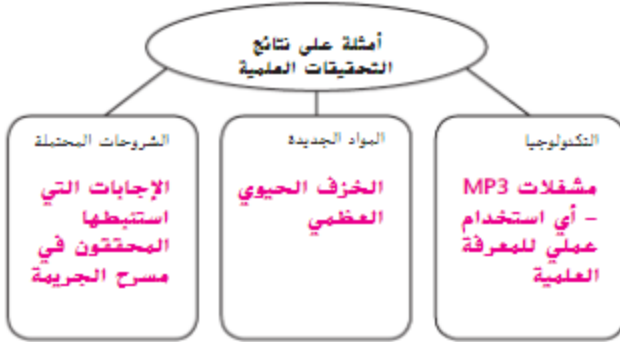 أمثلة على نتائج
التحقيقات العلمية
التكنولوجيا
مشغلات MP3
– أي استخدام
عملي للمعرفة
العلمية
المواد الجديدة
الخزف الحيوي
العظمي
الشروحات المحتملة
الإجابات التي
استنبطها
المحققون في
مسرح الجريمة